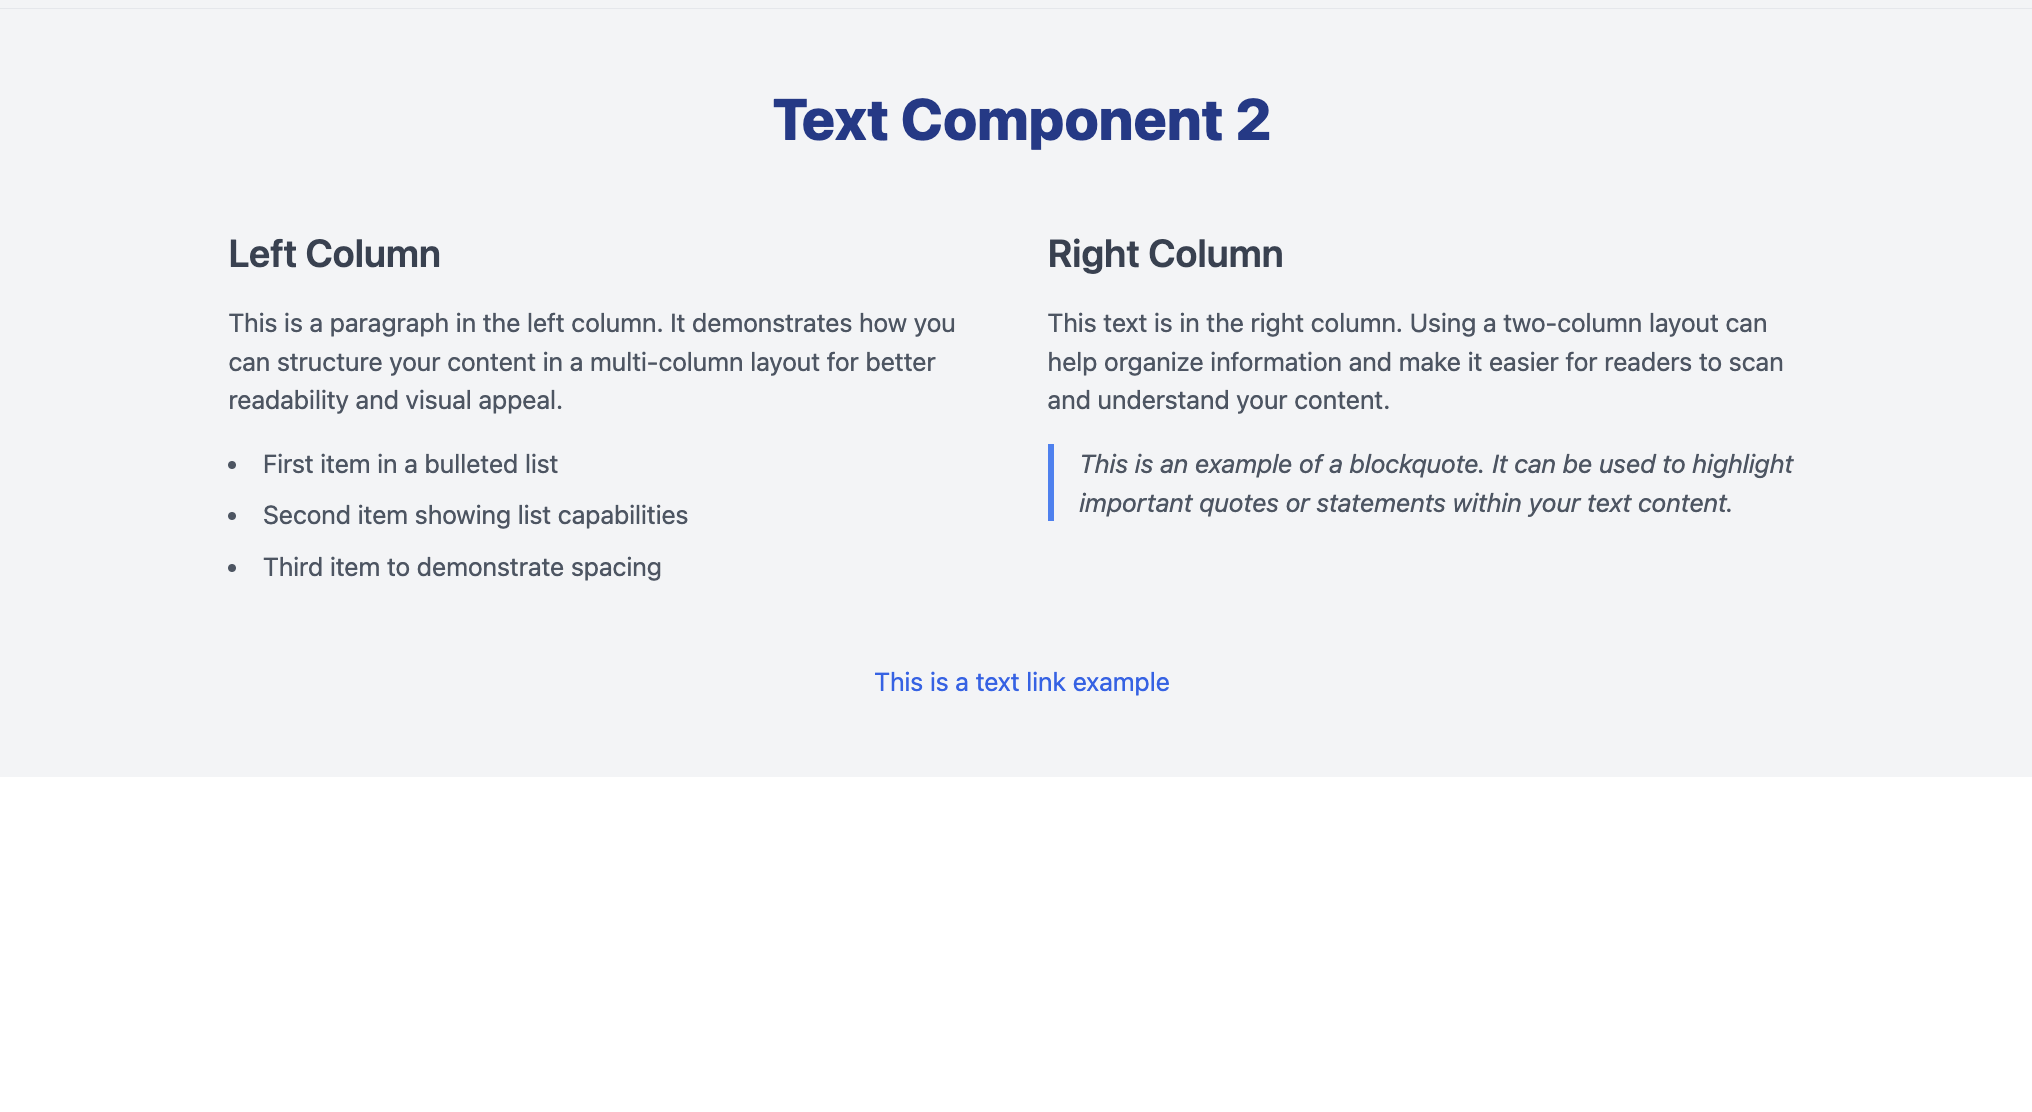 Text Component 2
Left Column
This is a paragraph in the left column. It demonstrates how you
can structure your content in a multi-column layout for better
readability and visual appeal.
• First item in a bulleted list
• Second item showing list capabilities
• Third item to demonstrate spacing
Right Column
This text is in the right column. Using a two-column layout can
help organize information and make it easier for readers to scan
and understand your content.
This is an example of a blockquote. It can be used to highlight
important quotes or statements within your text content.
This is a text link example